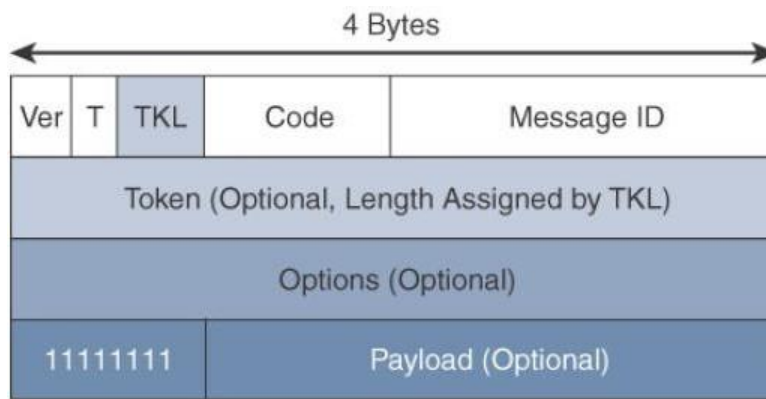 4 Bytes
Ver T TKL Code Message ID
Token (Optional, Length Assigned by TKL)
Options (Optional)
11111111 Payload (Optional)